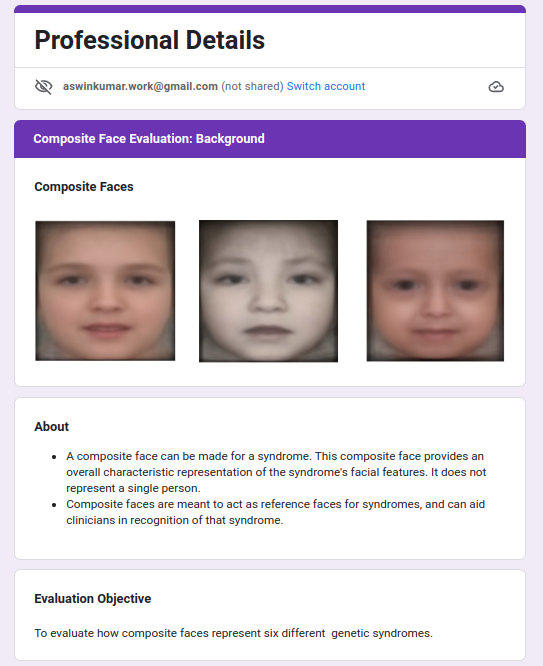 Professional Details
aswinkumar.work@gmail.com (not shared) Switch account
Composite Face Evaluation: Background
Composite Faces
About
• A composite face can be made for a syndrome. This composite face provides an
overall characteristic representation of the syndrome's facial features. It does not
represent a single person.
• Composite faces are meant to act as reference faces for syndromes, and can aid
clinicians in recognition of that syndrome.
Evaluation Objective
To evaluate how composite faces represent six different  genetic syndromes.